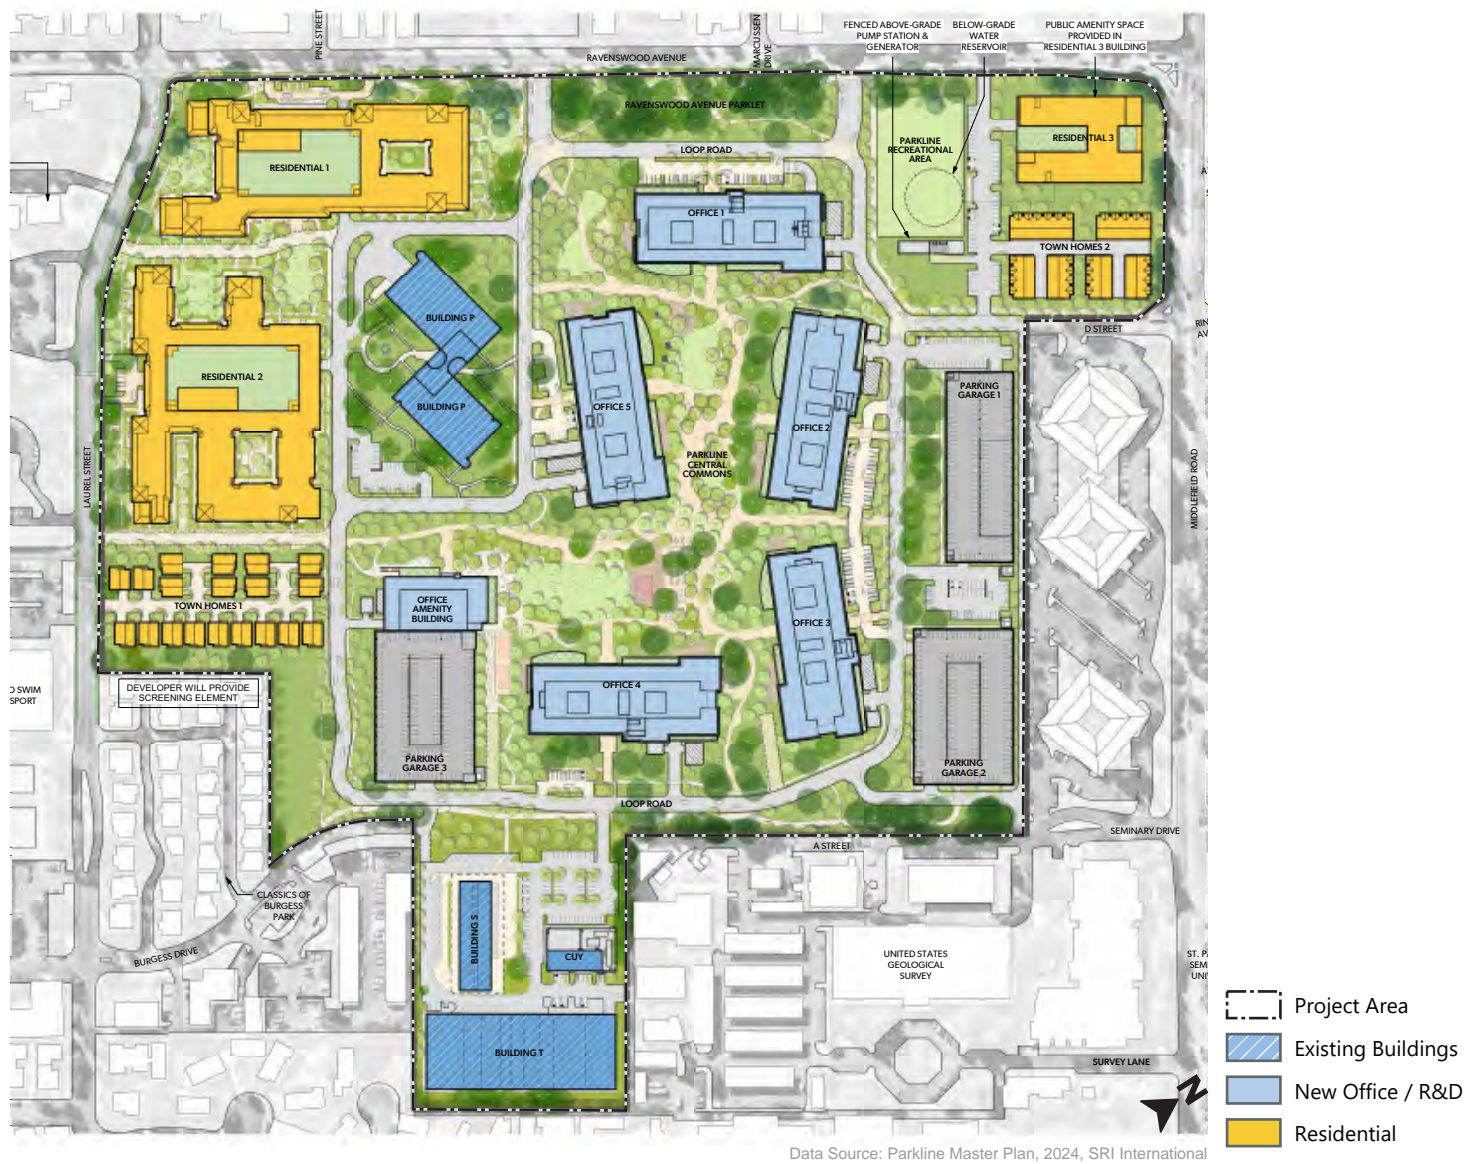 PINE STREET
RAVENSWOOD AVENUE
MARCUSSEN
DRIVE
FENCED ABOVE-GRADE
PUMP STATION &
GENERATOR
BELOW-GRADE
WATER
RESERVOIR
PUBLIC AMENITY SPACE
PROVIDED IN
RESIDENTIAL 3 BUILDING
RAVENSWOOD AVENUE PARKLET
LOOP ROAD
PARKLINE
RECREATIONAL
AREA
RESIDENTIAL 3
RESIDENTIAL 1
OFFICE 1
TOWN HOMES 2
BUILDING P
D STREET
RESIDENTIAL 2
BUILDING P
OFFICE 5
OFFICE 2
PARKING
GARAGE 1
PARKLINE
CENTRAL
COMMONS
LAUREL STREET
MIDDLEFIELD ROAD
TOWN HOMES 1
OFFICE
AMENITY
BUILDING
OFFICE 3
OFFICE 4
DEVELOPER WILL PROVIDE
SCREENING ELEMENT
SWIM
SPORT
PARKING
GARAGE 3
PARKING
GARAGE 2
LOOP ROAD
A STREET
SEMINARY DRIVE
CLASSICS OF
BURGESS
PARK
BURGESS DRIVE
BUILDING S
CUY
UNITED STATES
GEOLOGICAL
SURVEY
BUILDING T
SURVEY LANE
N
Project Area
Existing Buildings
New Office / R&D
Residential
Data Source: Parkline Master Plan, 2024, SRI International